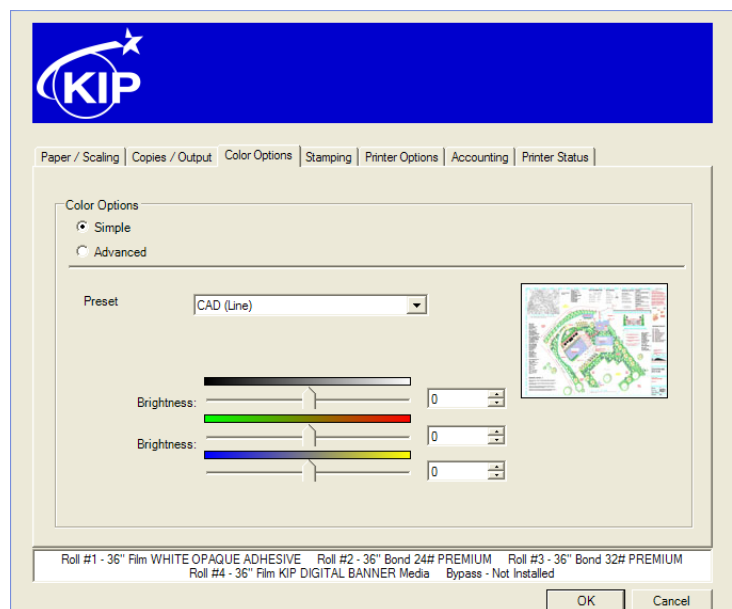 KIP
Paper / Scaling Copies / Output Color Options Stamping Printer Options Accounting Printer Status
Color Options
Simple
Advanced
Preset CAD (Line)
Brightness: 0
Brightness: 0
0
Roll #1 - 36" Film WHITE OPAQUE ADHESIVE Roll #2 - 36" Bond 24# PREMIUM Roll #3 - 36" Bond 32# PREMIUM
Roll #4 - 36" Film KIP DIGITAL BANNER Media Bypass - Not Installed
OK Cancel